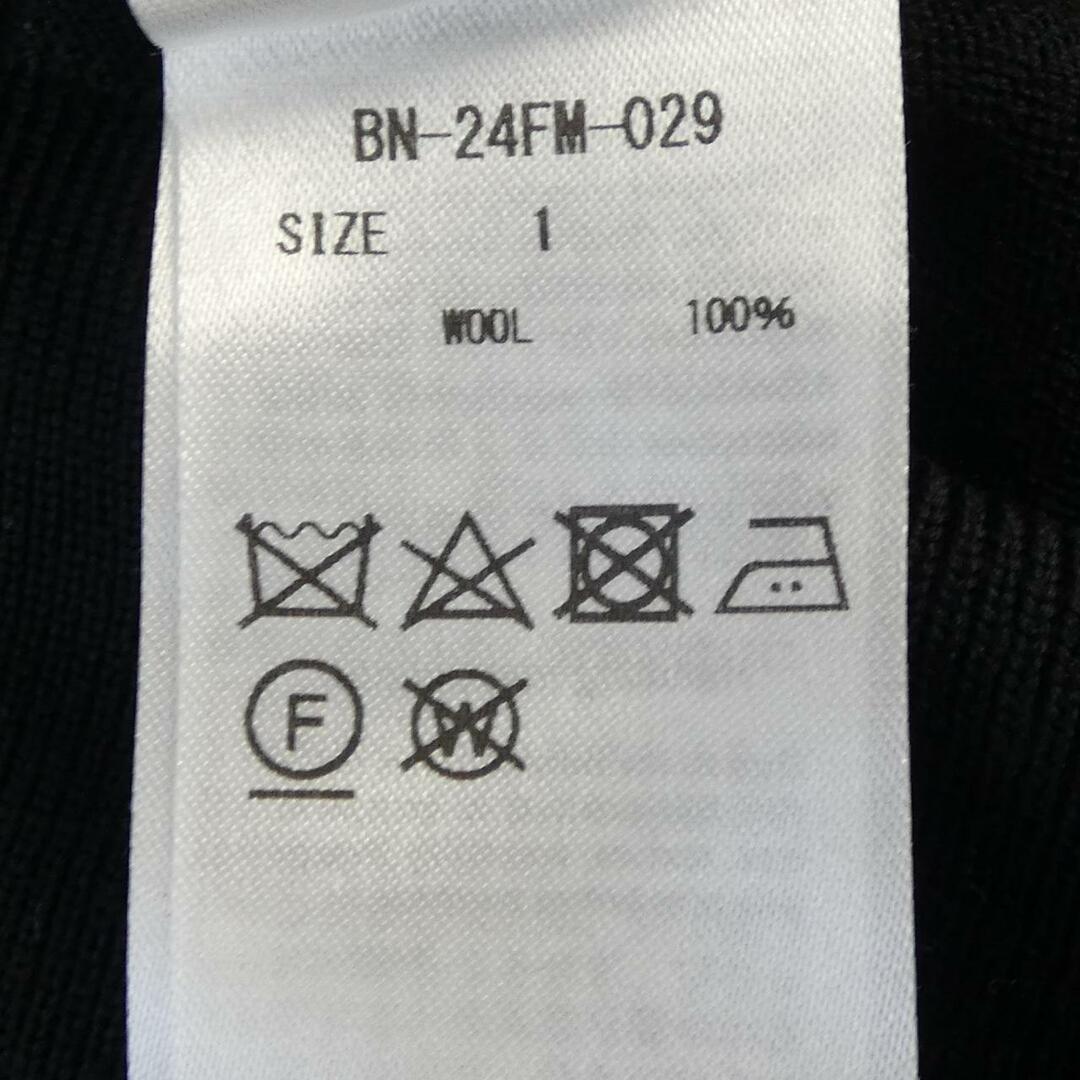 BN-24FM-029
SIZE 1
WOOL 100%
F
W